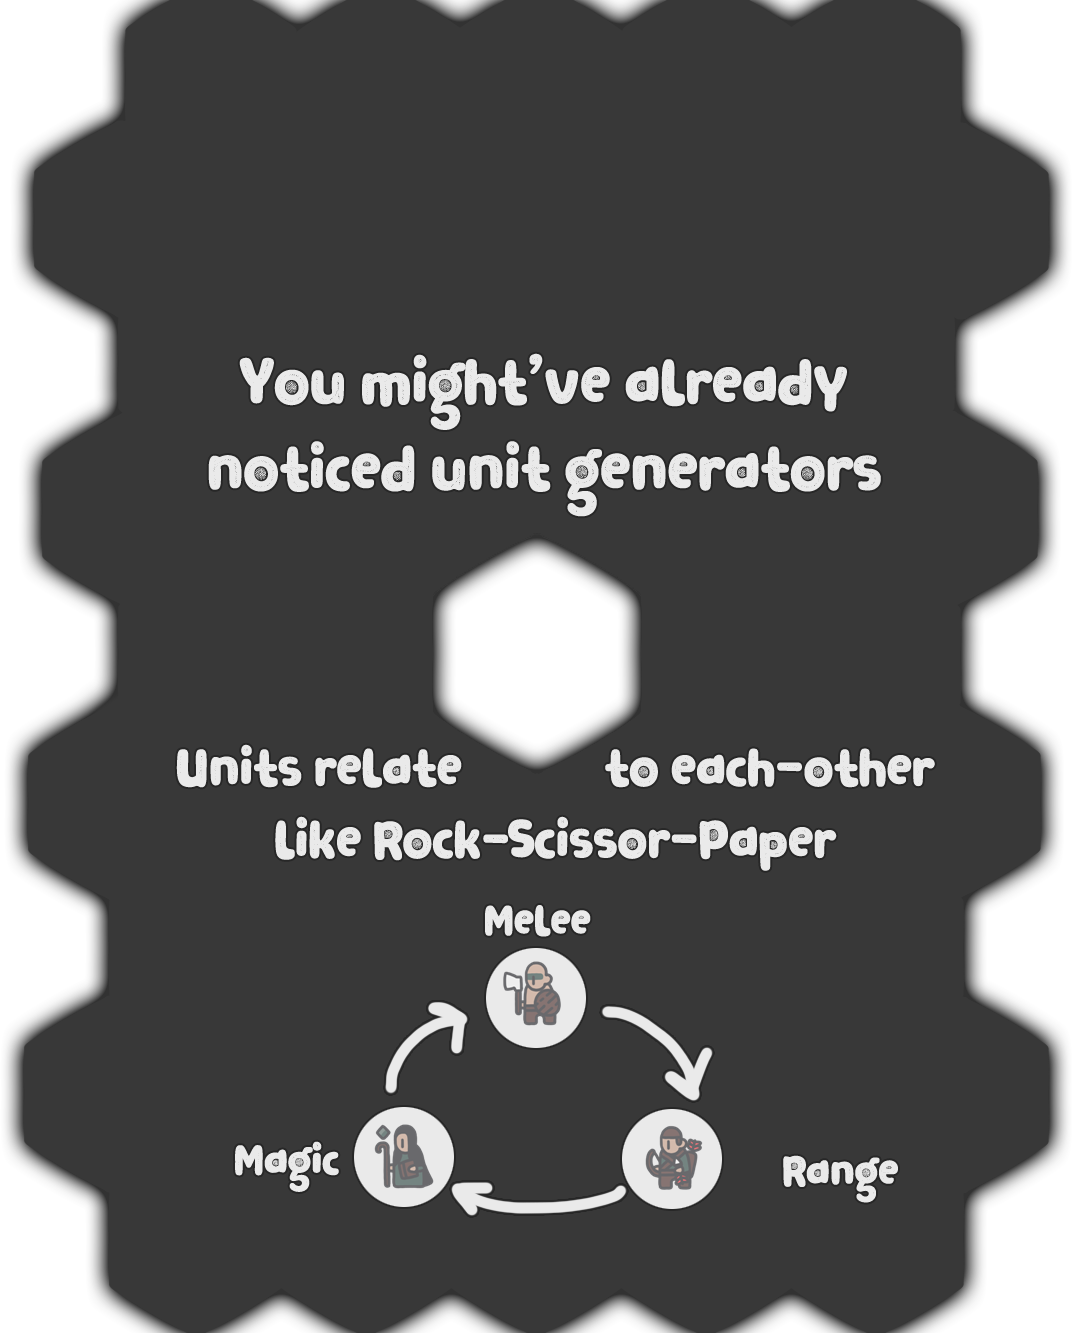 You might've already
noticed unit generators
Units relate to each-other
Like Rock-Scissor-Paper
Melee
Magic
Range